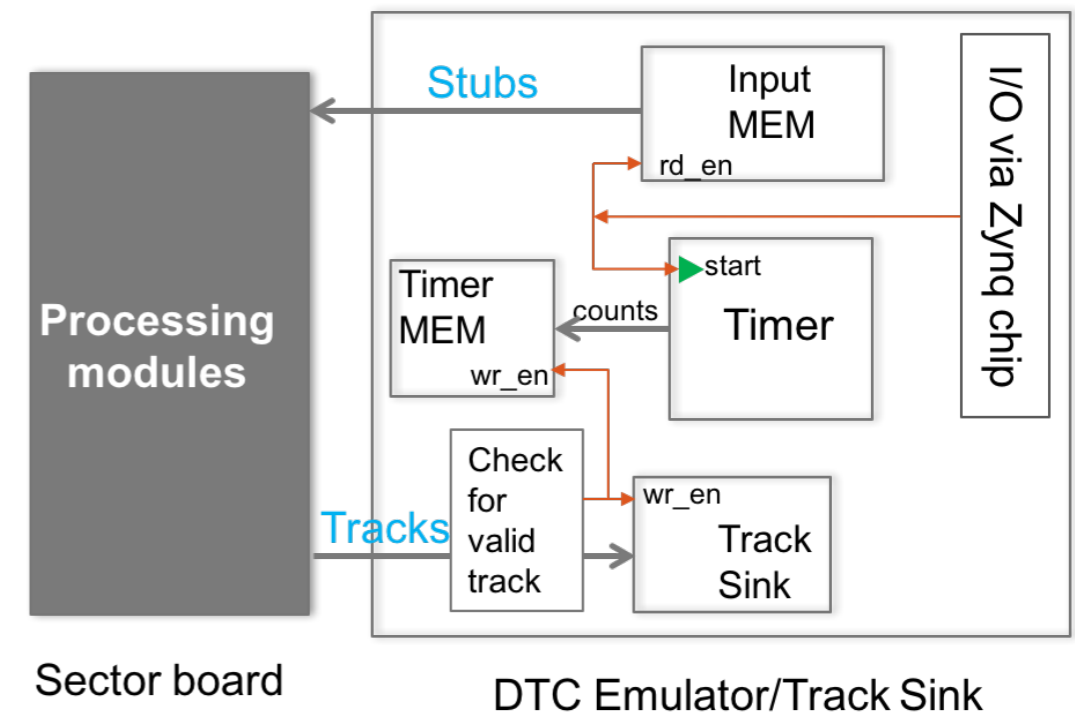 Stubs
Input
MEM
rd_en
I/O via Zynq chip
start
Timer
counts
Timer
MEM
wr_en
Processing
modules
Check
for
valid
track
Tracks
wr_en
Track
Sink
Sector board
DTC Emulator/Track Sink